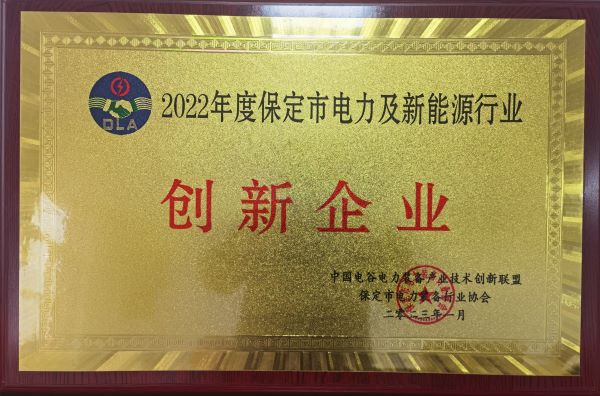 DLA
2022年度保定市电力及新能源行业
创新企业
中国电谷电力装备产业技术创新联盟
保定市电力装备行业协会
二〇二三年一月